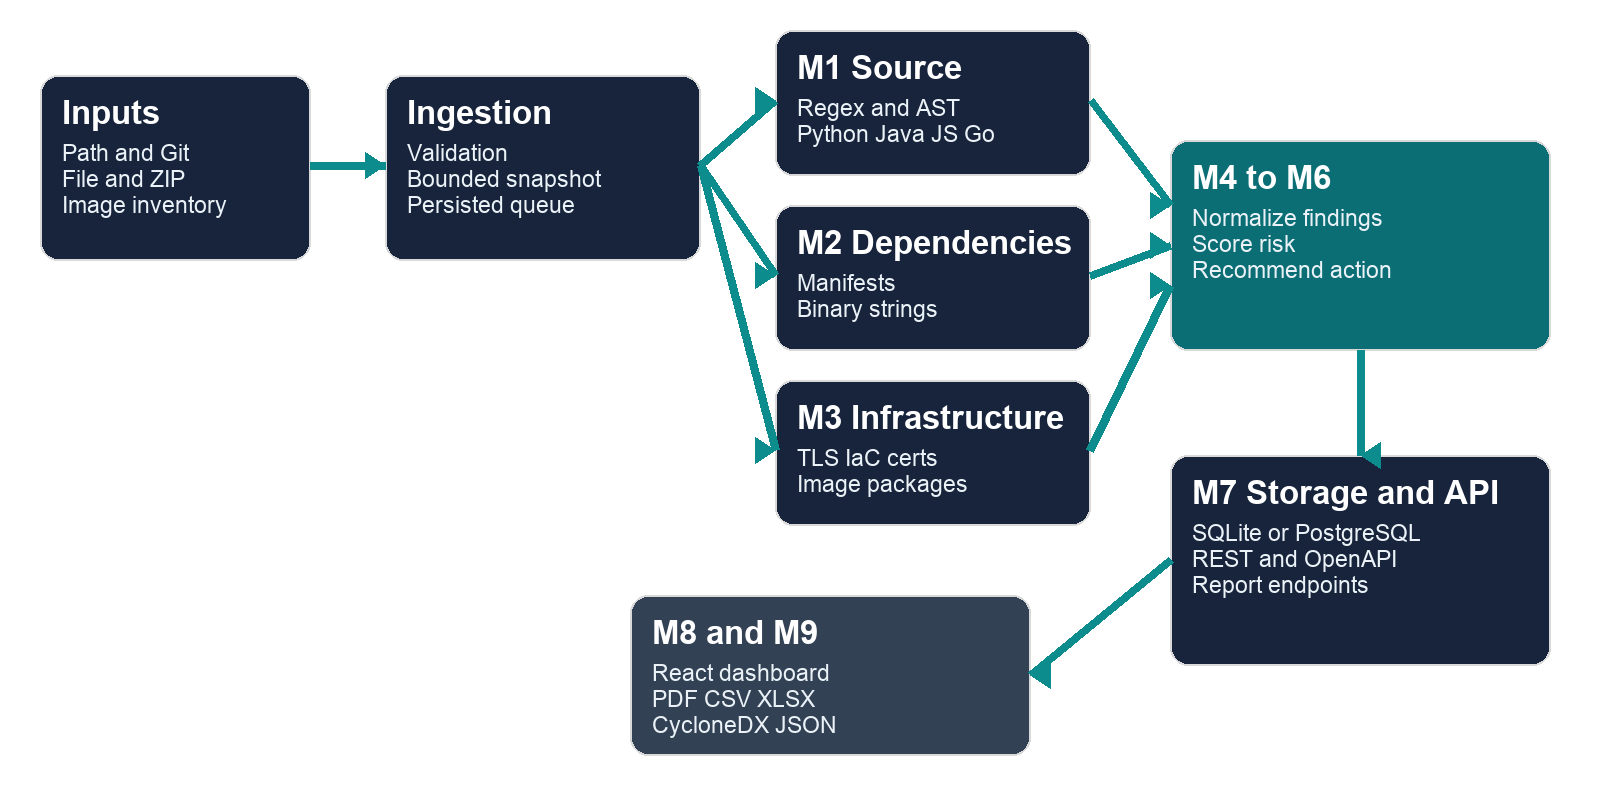 Inputs
Path and Git
File and ZIP
Image inventory
Ingestion
Validation
Bounded snapshot
Persisted queue
M1 Source
Regex and AST
Python Java JS Go
M2 Dependencies
Manifests
Binary strings
M3 Infrastructure
TLS IaC certs
Image packages
M4 to M6
Normalize findings
Score risk
Recommend action
M7 Storage and API
SQLite or PostgreSQL
REST and OpenAPI
Report endpoints
M8 and M9
React dashboard
PDF CSV XLSX
CycloneDX JSON